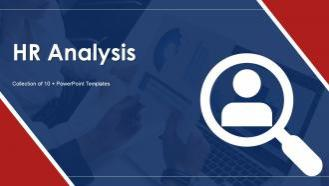 HR Analysis
Collection of 10 + PowerPoint Templates